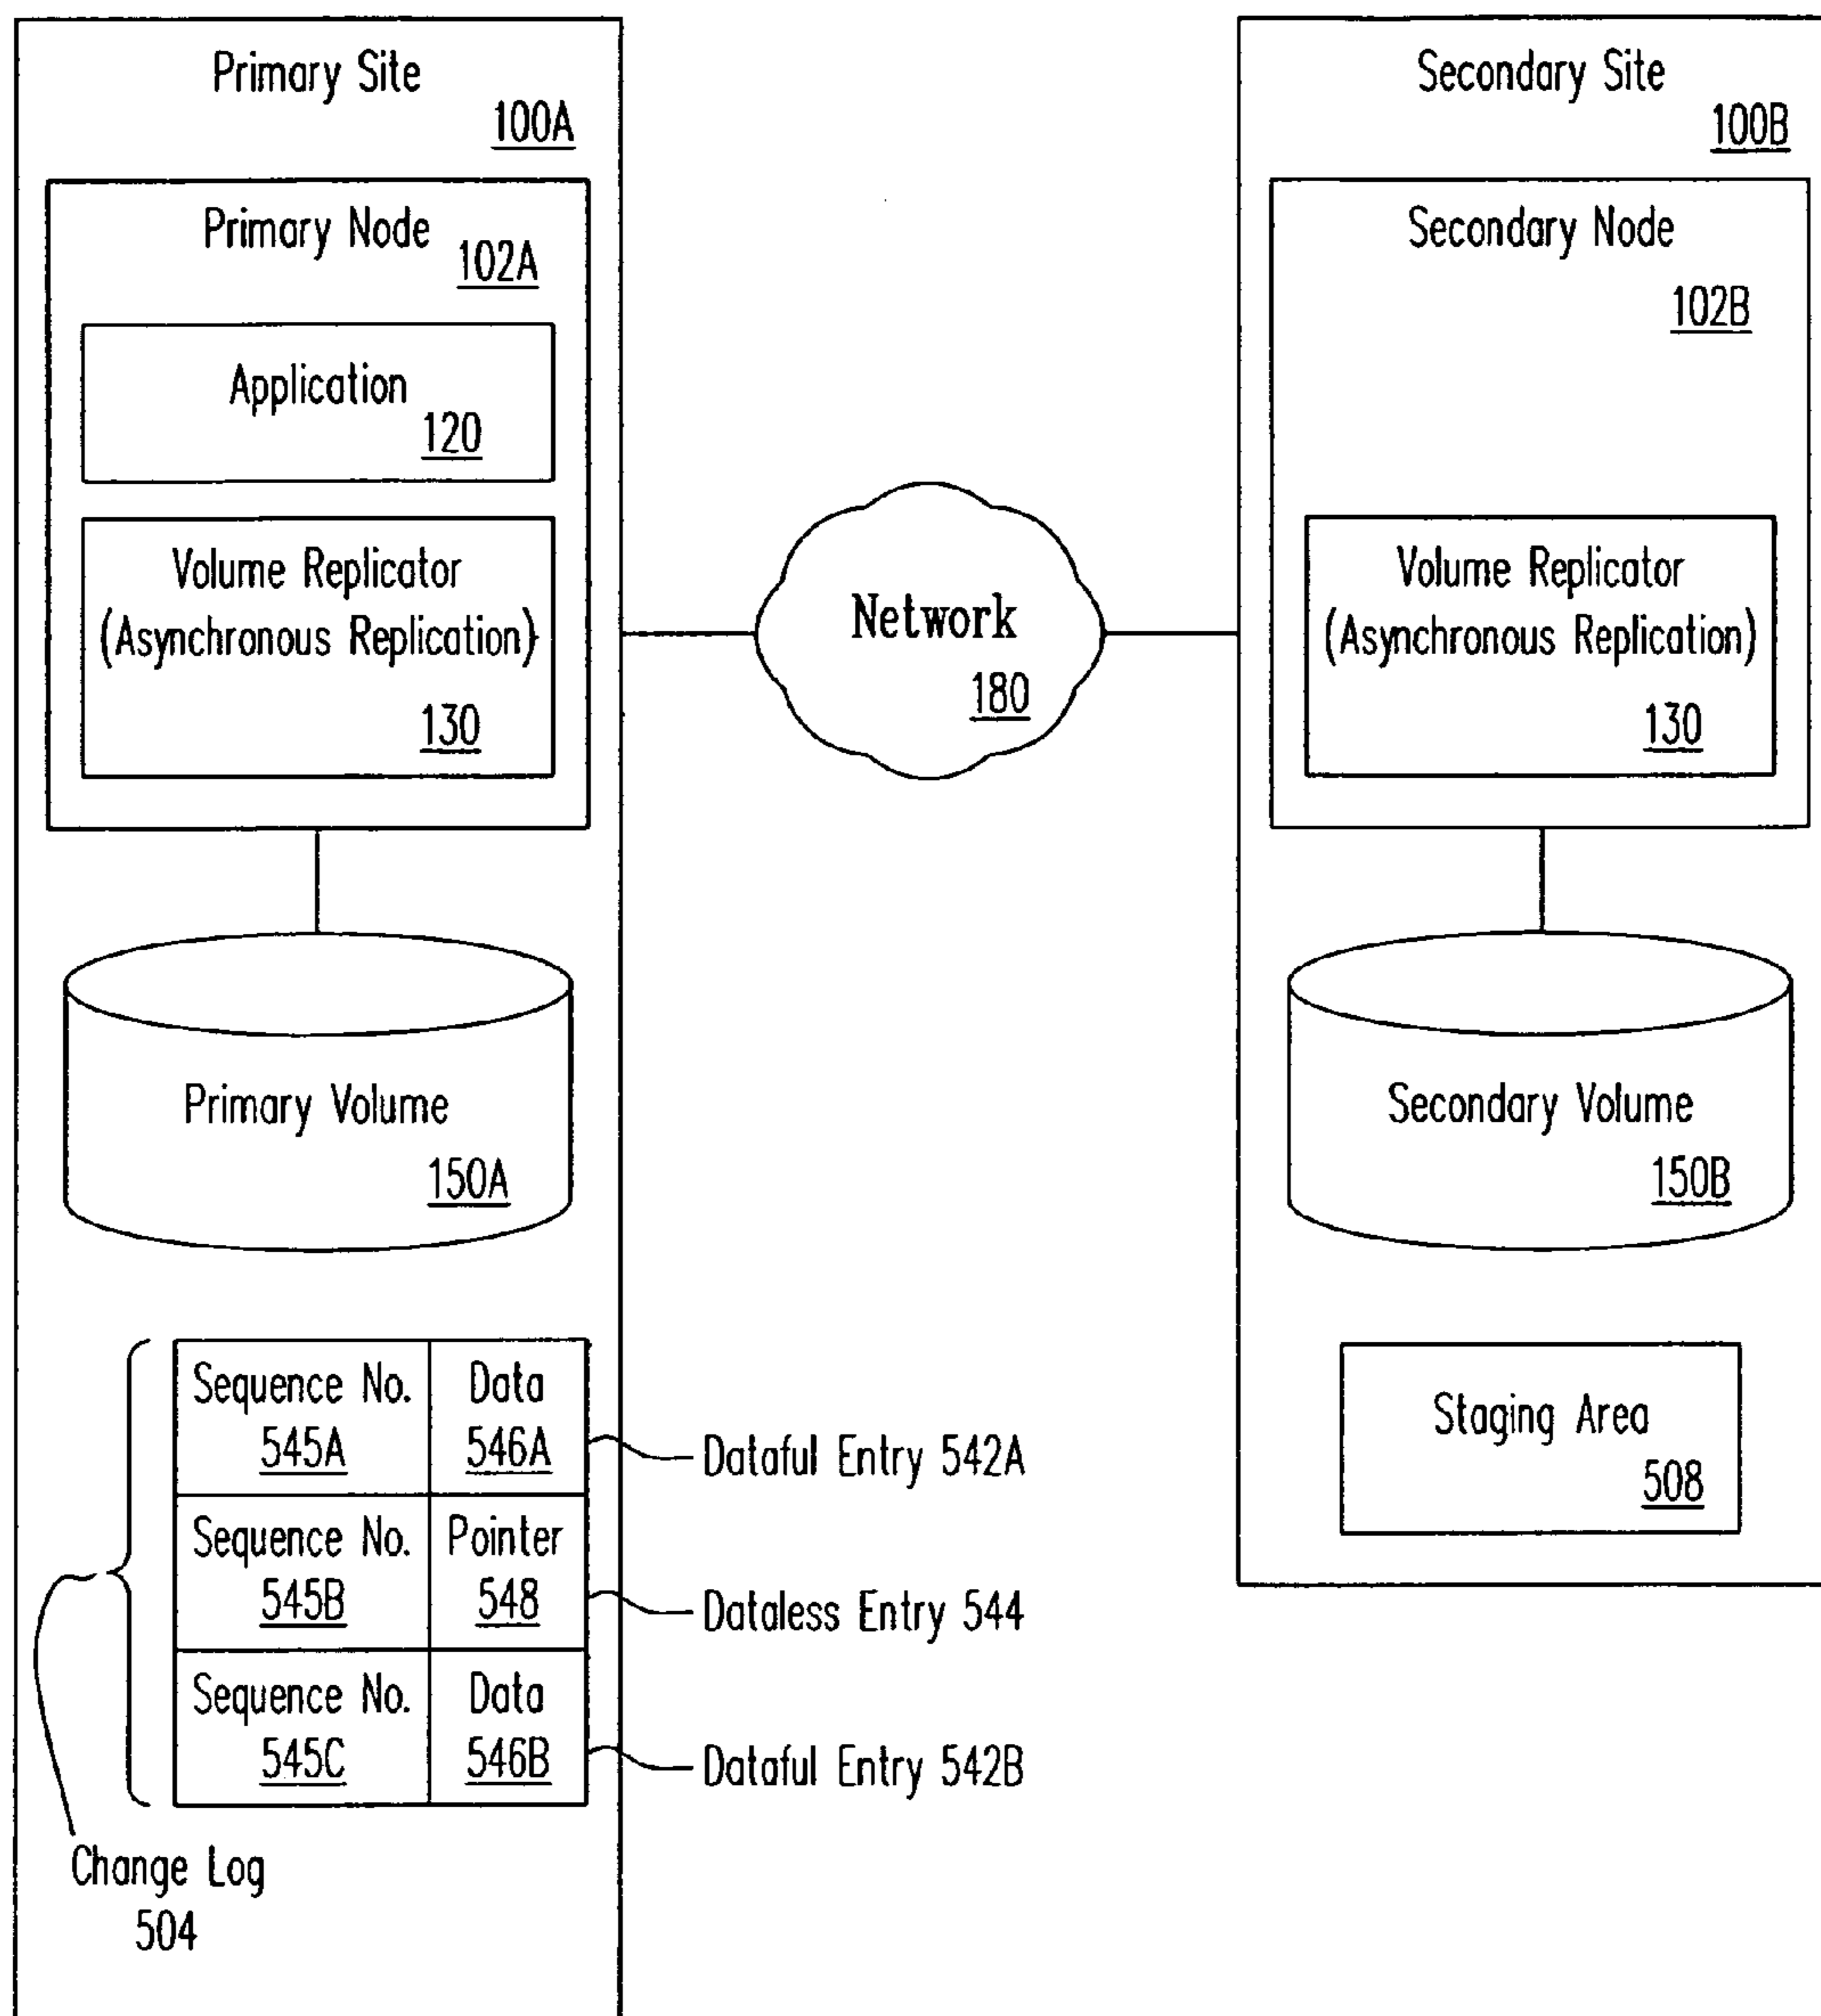 Primary Site
100A
Primary Node
102A
Application
120
Volume Replicator
(Asynchronous Replication)
130
Primary Volume
150A
Sequence No.
545A
Data
546A
Dataful Entry 542A
Sequence No.
545B
Pointer
548
Dataless Entry 544
Sequence No.
545C
Data
546B
Dataful Entry 542B
Change Log
504
Network
180
Secondary Site
100B
Secondary Node
102B
Volume Replicator
(Asynchronous Replication)
130
Secondary Volume
150B
Staging Area
508